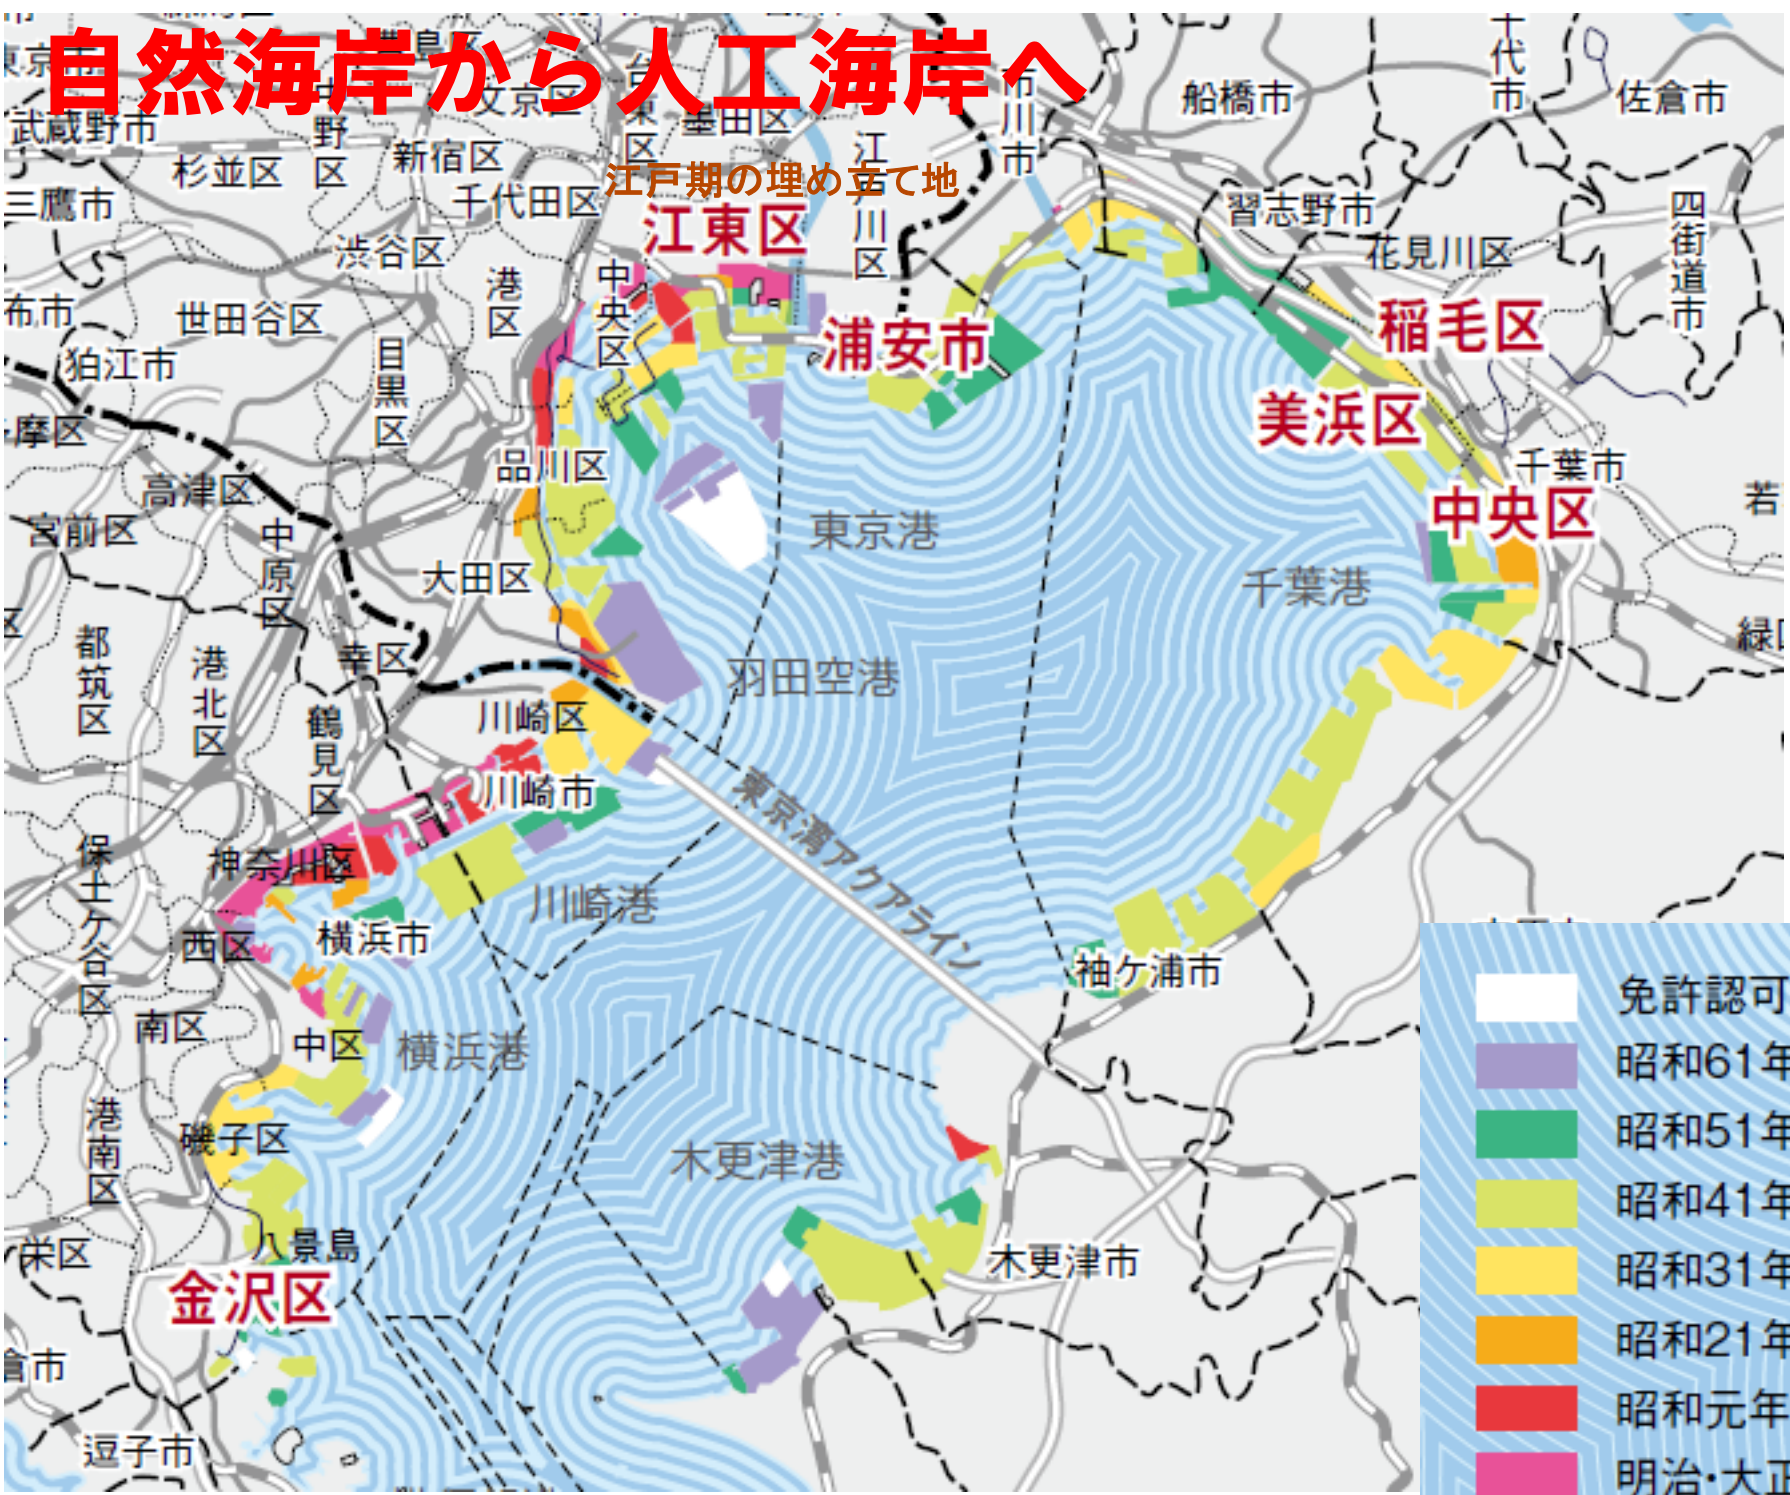 自然海岸から人工海岸へ
江戸期の埋め立て地
文京区
台東区
墨田区
江戸川区
市川市
船橋市
千代市
佐倉市
武蔵野市
中野区
杉並区
新宿区
千代田区
江東区
三鷹市
渋谷区
港区
中央区
習志野市
花見川区
四街道市
布市
世田谷区
狛江市
目黒区
浦安市
稲毛区
美浜区
摩区
品川区
千葉市
中央区
若
高津区
宮前区
中原区
大田区
東京港
千葉港
都筑区
港北区
幸区
羽田空港
緑区
鶴見区
川崎区
川崎市
東京湾アクアライン
保土ケ谷区
神奈川区
川崎港
西区
横浜市
袖ケ浦市
南区
中区
横浜港
港南区
磯子区
木更津港
栄区
八景島
木更津市
金沢区
倉市
逗子市
免許認可
昭和61年
昭和51年
昭和41年
昭和31年
昭和21年
昭和元年
明治・大正